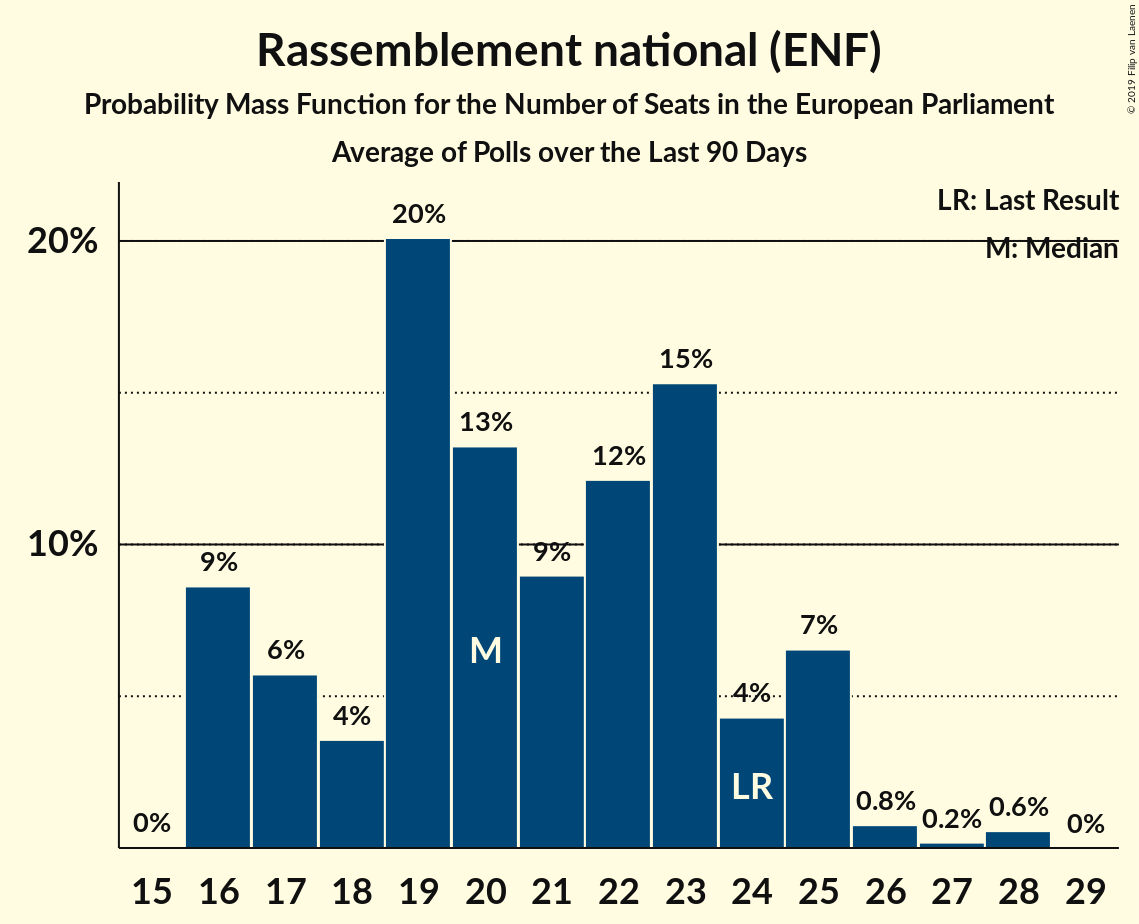 Rassemblement national (ENF)
Probability Mass Function for the Number of Seats in the European Parliament
Average of Polls over the Last 90 Days
© 2019 Filip van Laenen
LR: Last Result
M: Median
20%
10%
0%
9%
6%
4%
20%
13%
9%
12%
15%
4%
7%
0.8%
0.2%
0.6%
0%
M
LR
15 16 17 18 19 20 21 22 23 24 25 26 27 28 29